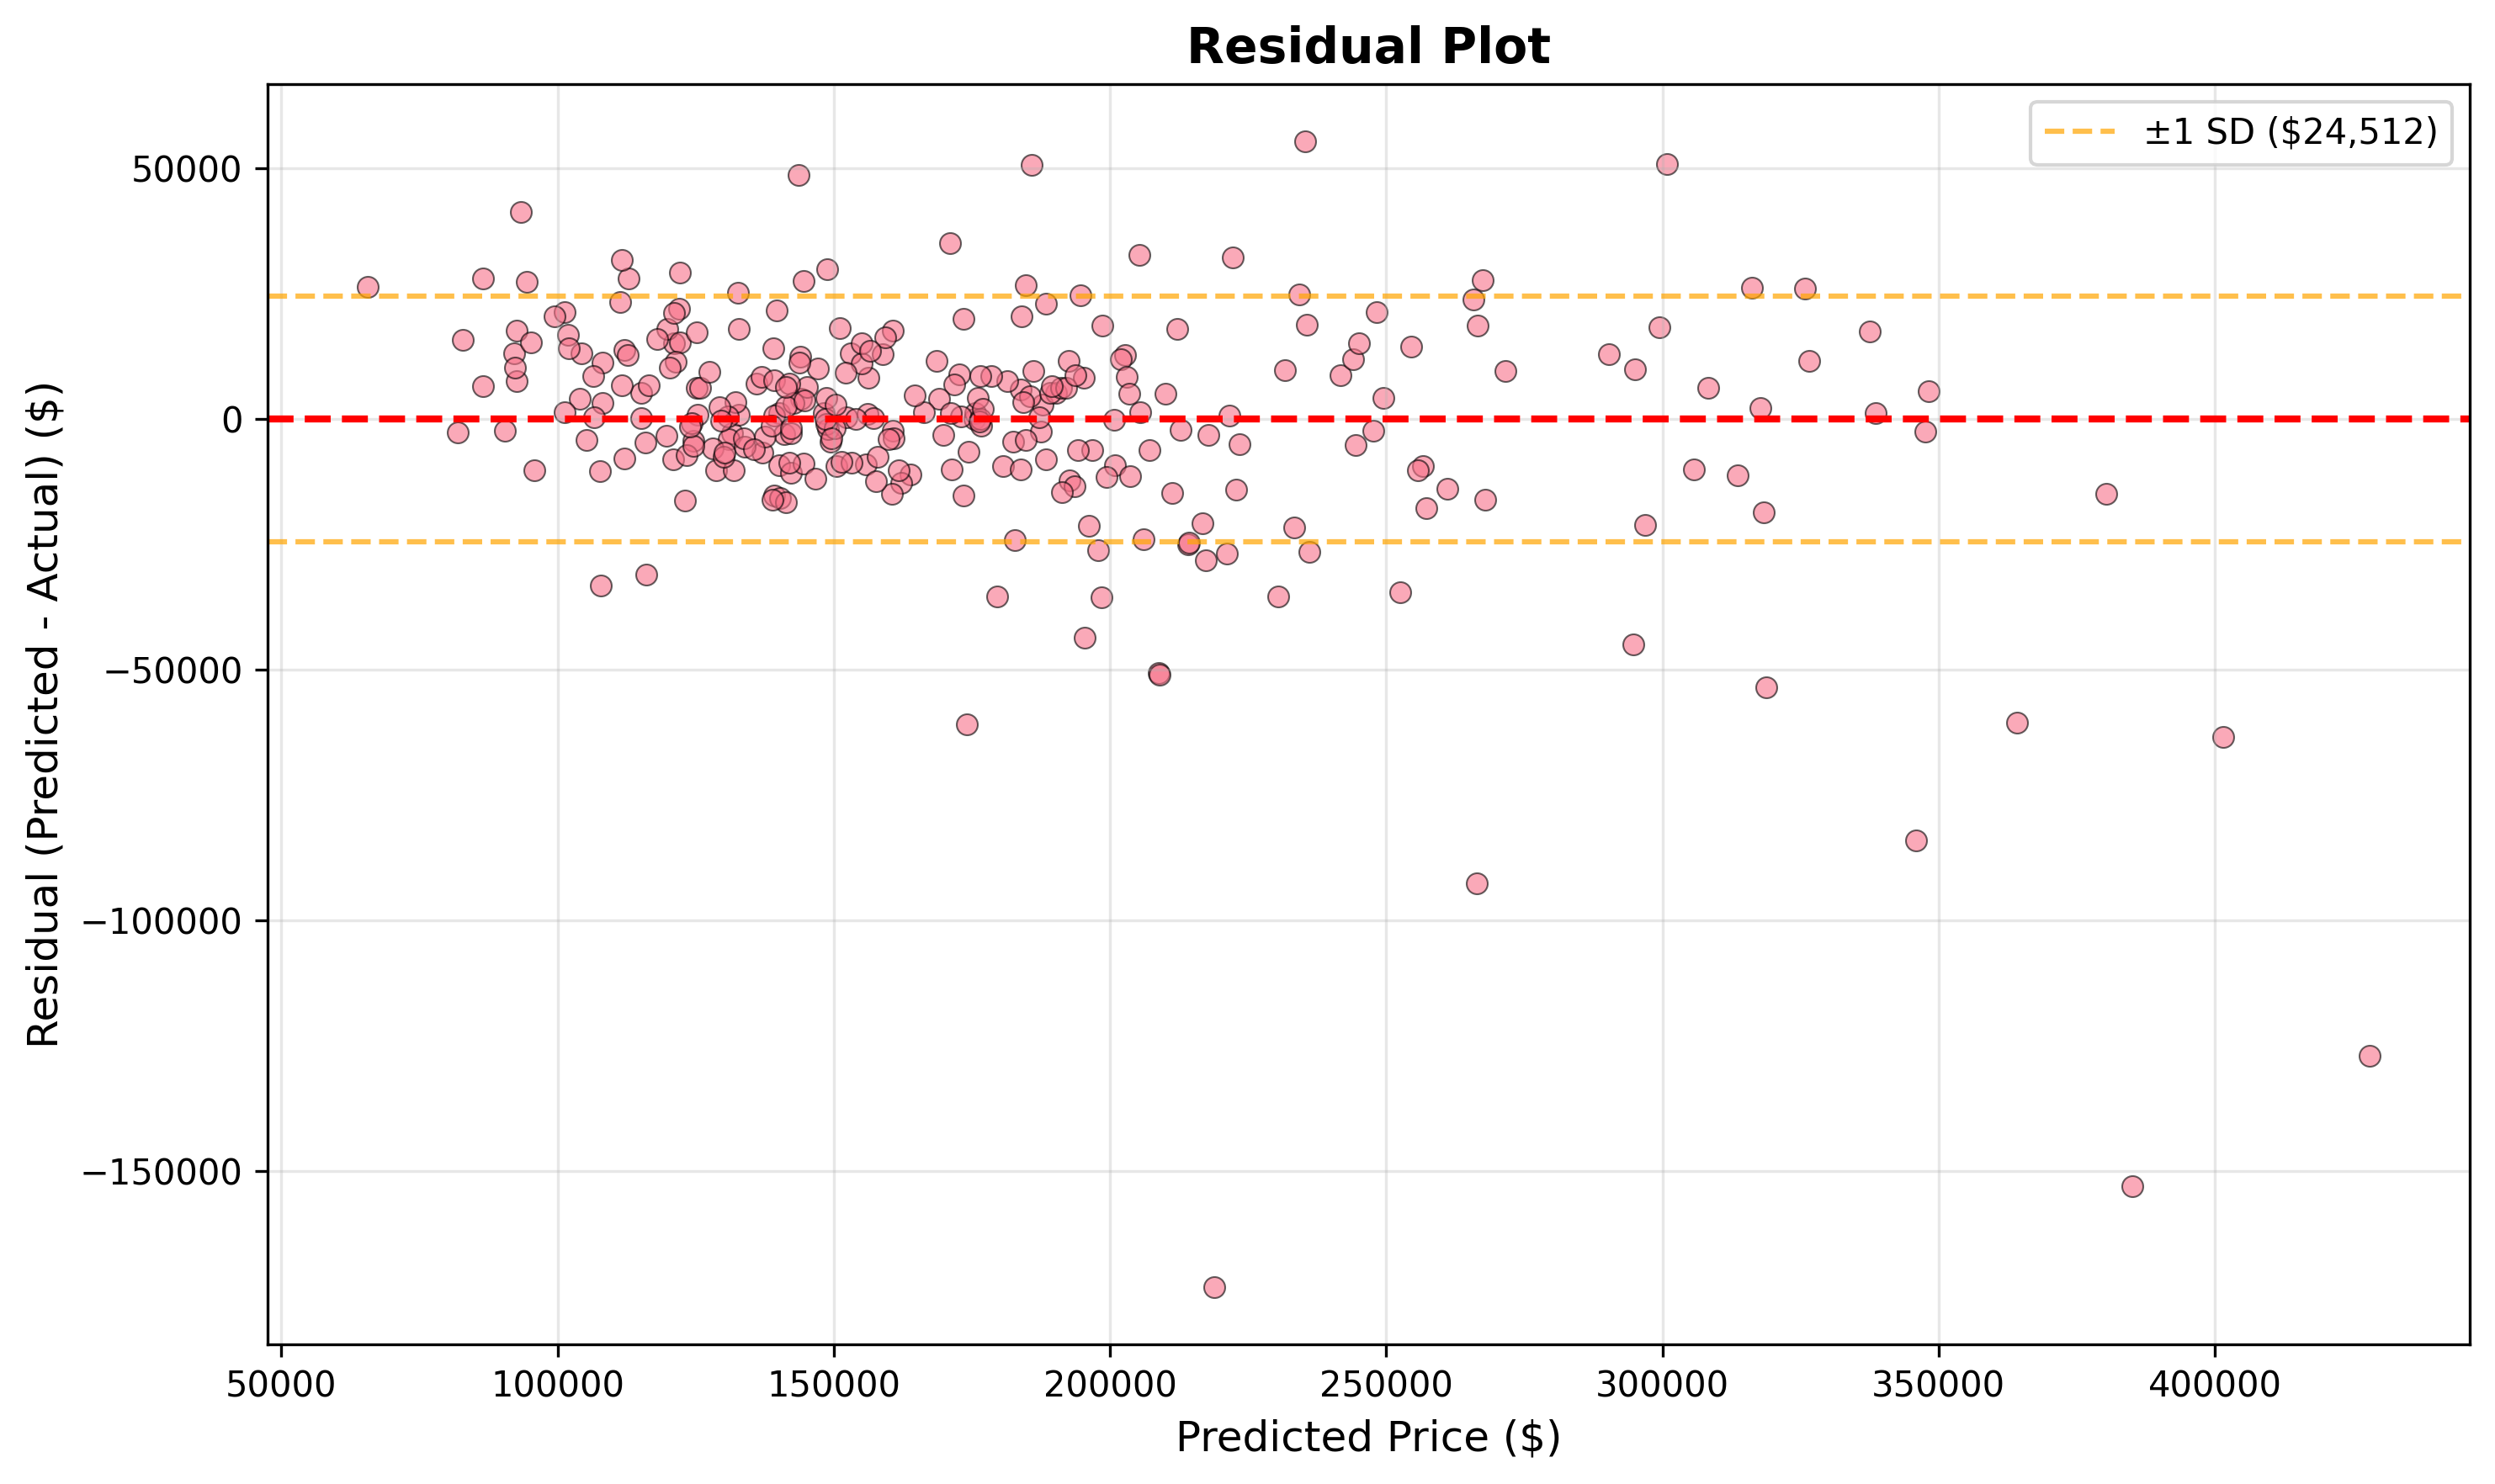 Residual Plot
±1 SD ($24,512)
Residual (Predicted - Actual) ($)
50000
0
−50000
−100000
−150000
50000 100000 150000 200000 250000 300000 350000 400000
Predicted Price ($)